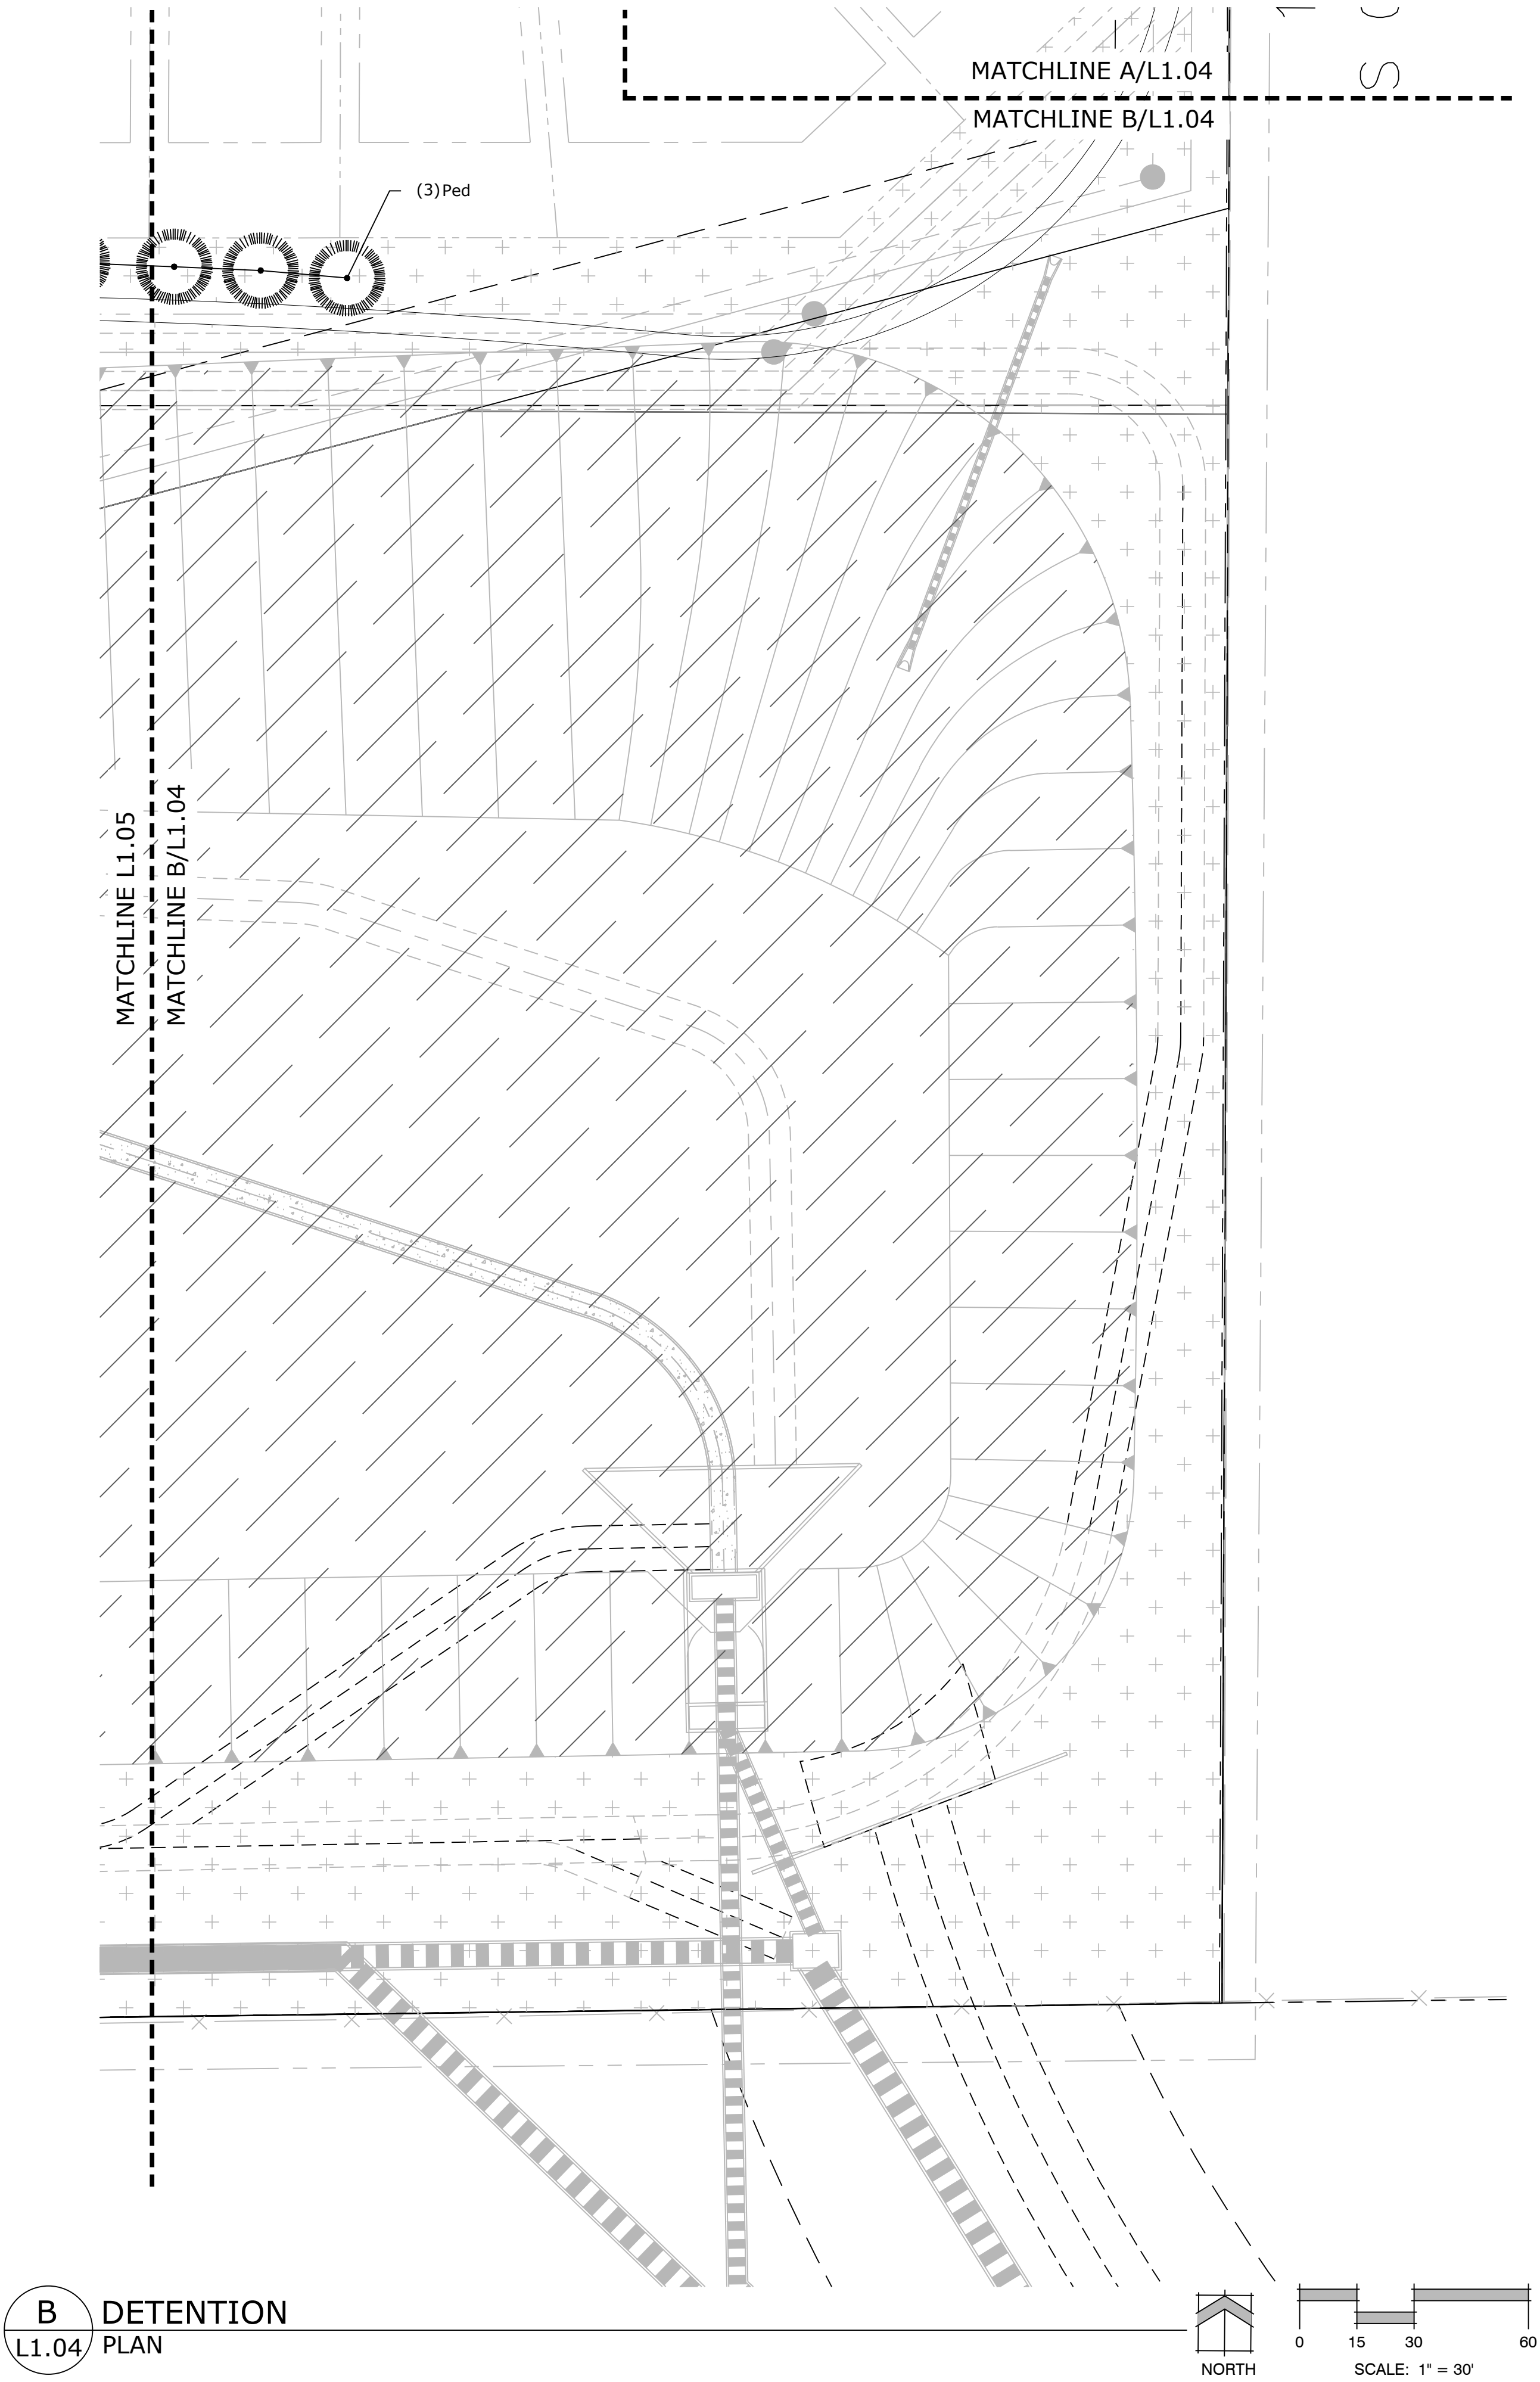 MATCHLINE A/L1.04
MATCHLINE B/L1.04
(3)Ped
MATCHLINE L1.05
MATCHLINE B/L1.04
B
L1.04
DETENTION
PLAN
NORTH
0 15 30 60
SCALE: 1" = 30'